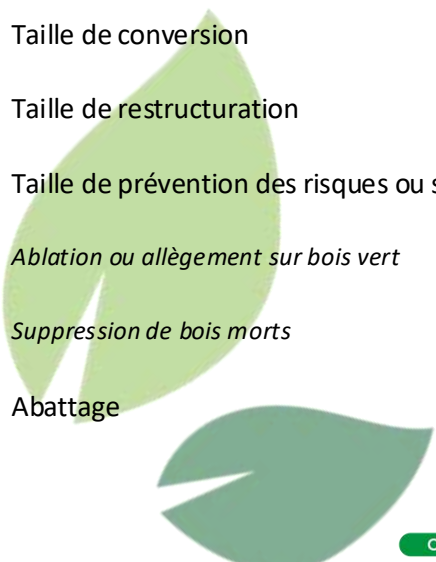 Taille de conversion
Taille de restructuration
Taille de prévention des risques ou
Ablation ou allègement sur bois vert
Suppression de bois morts
Abattage